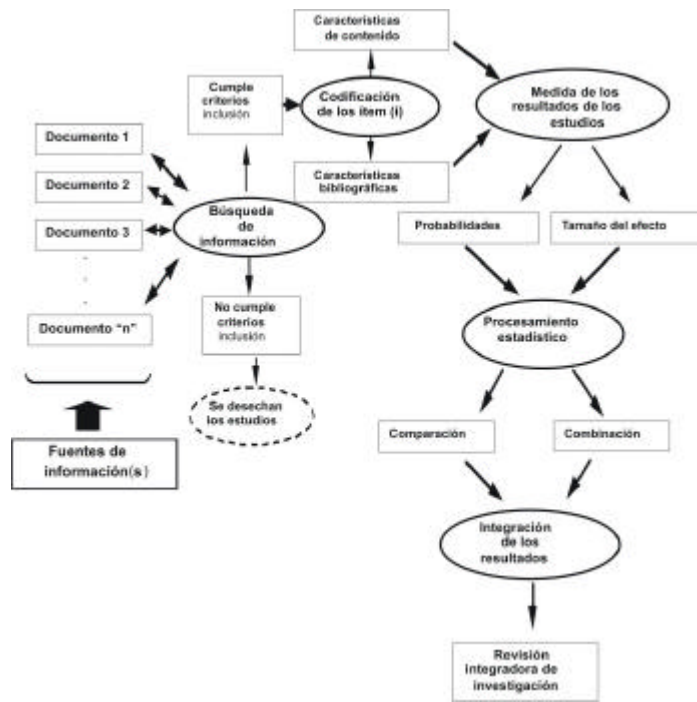 Características
de contenido
Cumple
criterios
inclusión
Codificación
de los ítem (i)
Medida de los
resultados de los
estudios
Documento 1
Documento 2
Documento 3
Documento “n”
Características
bibliográficas
Búsqueda
de
información
Probabilidades
Tamaño del efecto
No cumple
criterios
inclusión
Procesamiento
estadístico
Se desechan
los estudios
Fuentes de
información(s)
Comparación
Combinación
Integración
de los
resultados
Revisión
integradora de
investigación